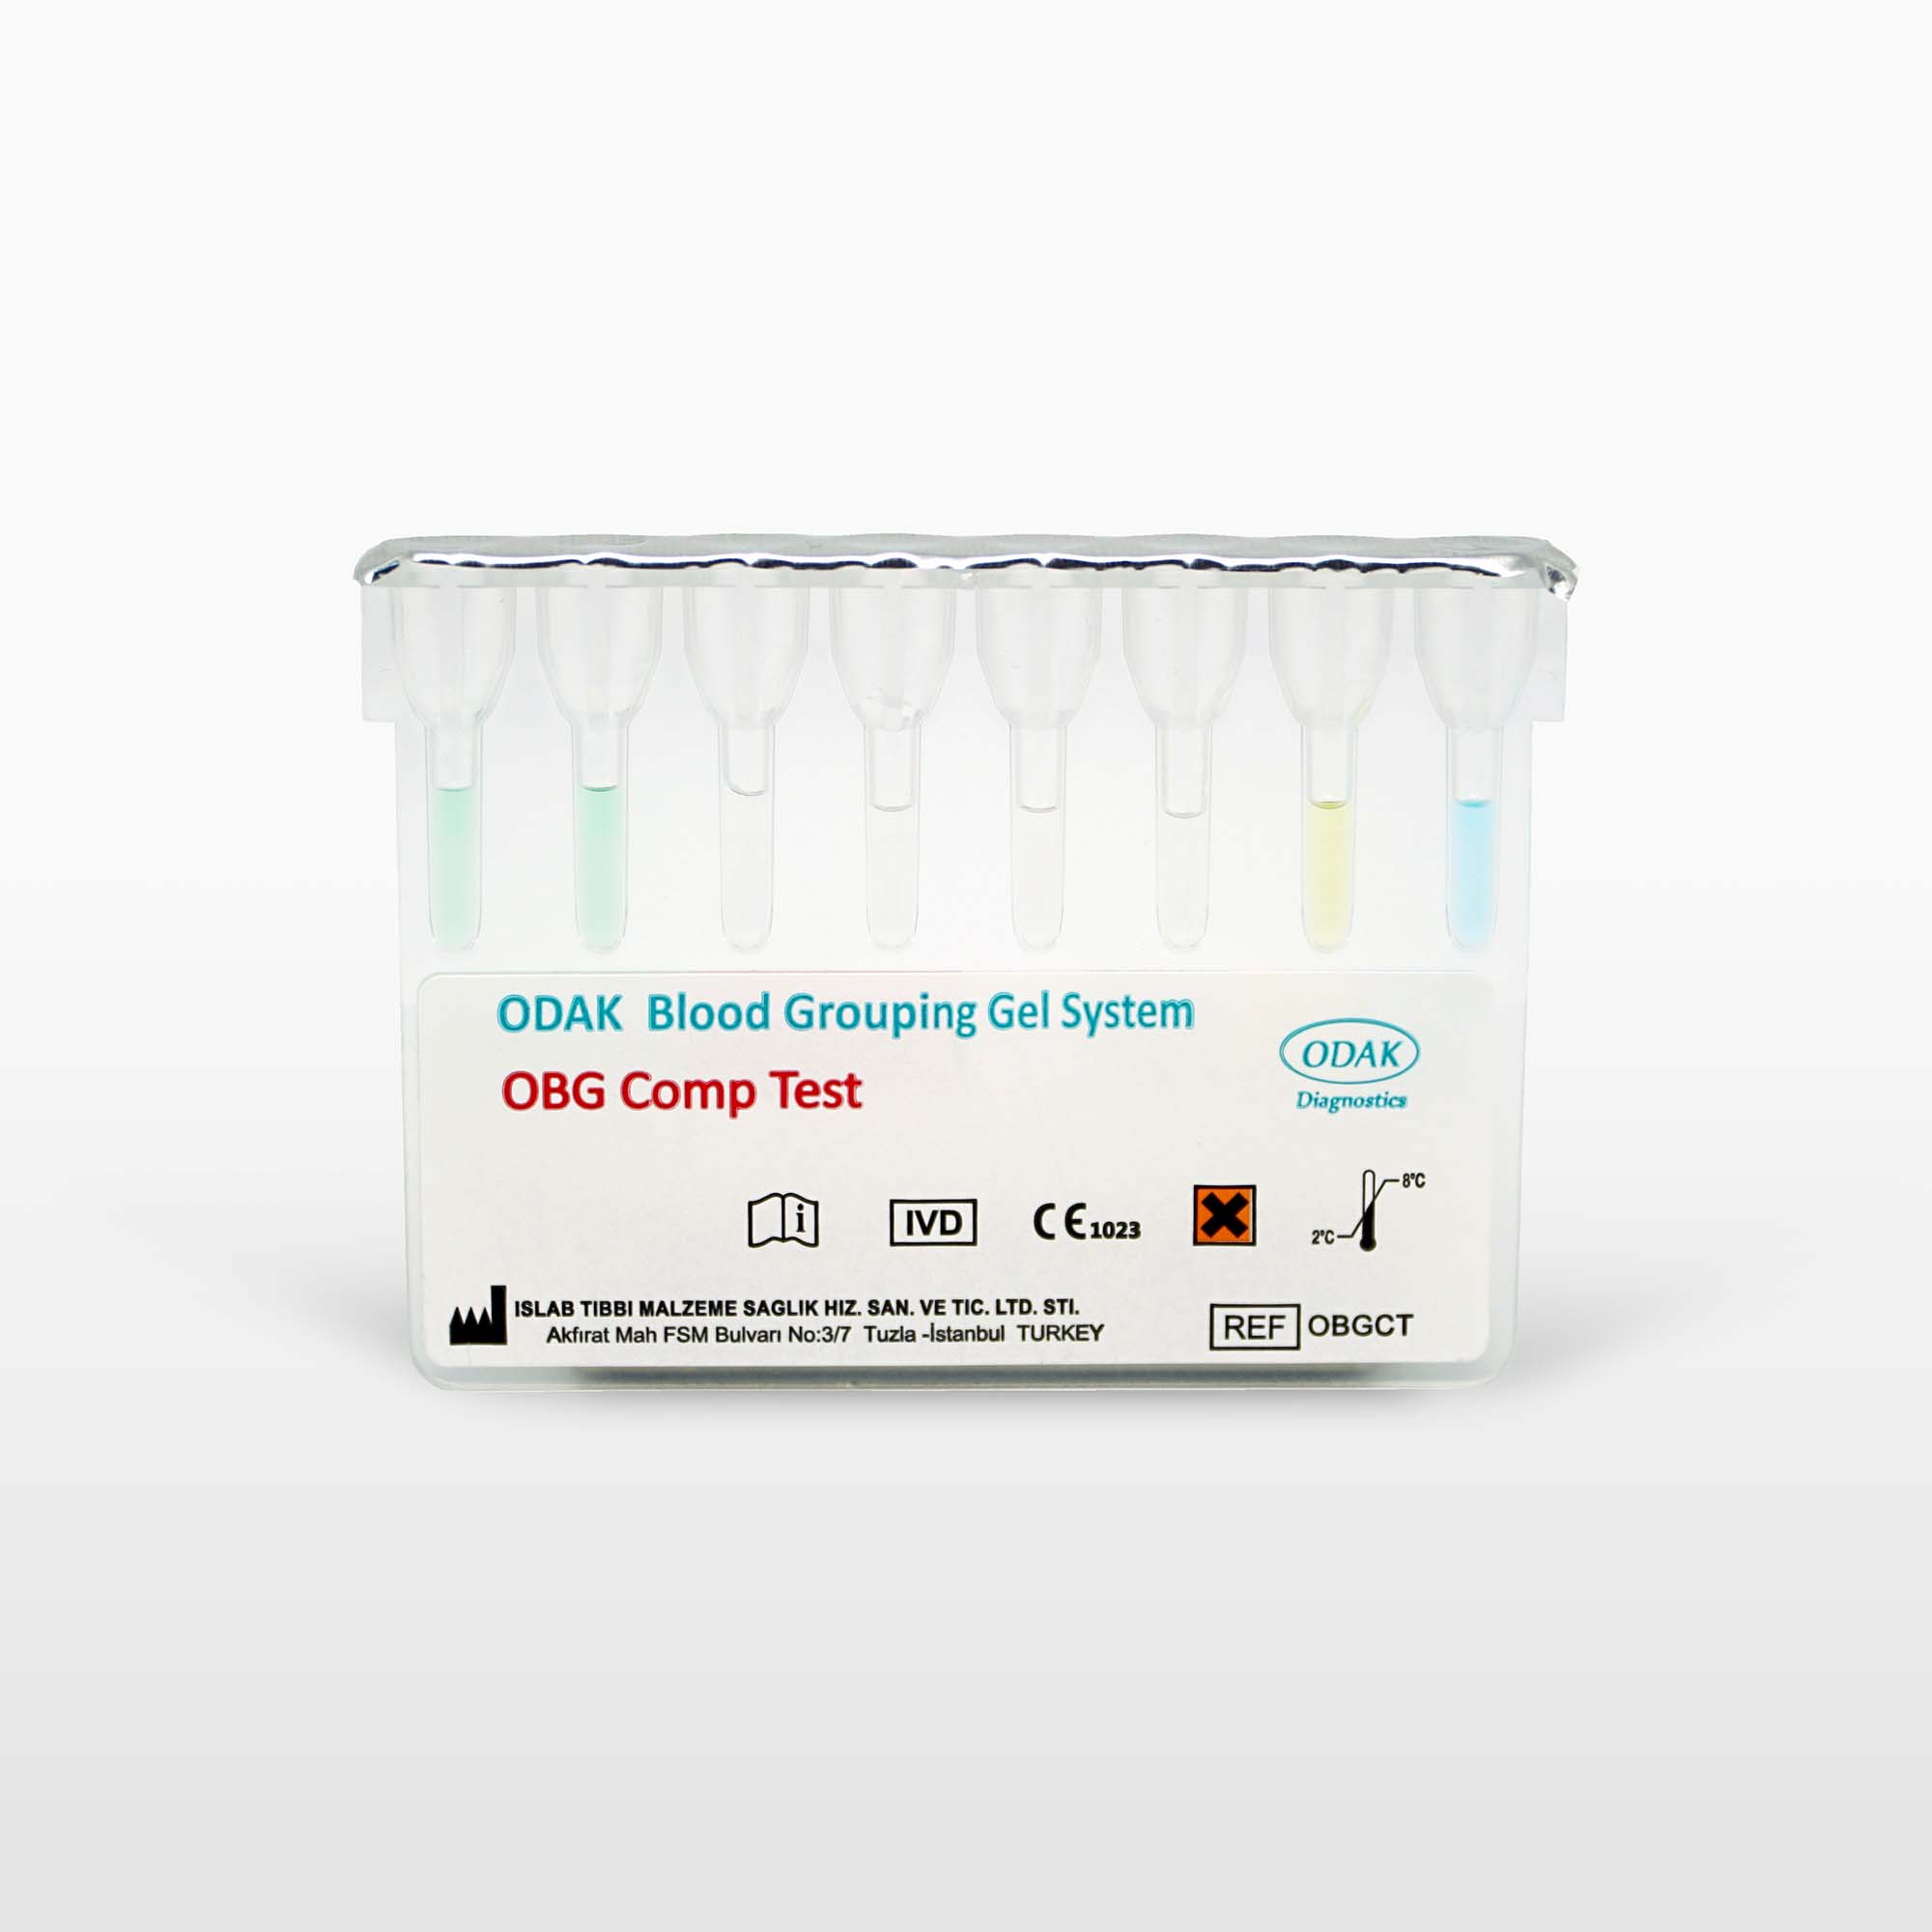 ODAK Blood Grouping Gel System
OBG Comp Test
ODAK
Diagnostics
i
IVD
CE 1023
8°C
2°C
ISLAB TIBBI MALZEME SAGLIK HIZ. SAN. VE TIC. LTD. STI.
Akfırat Mah FSM Bulvarı No:3/7 Tuzla -İstanbul TURKEY
REF OBGCT